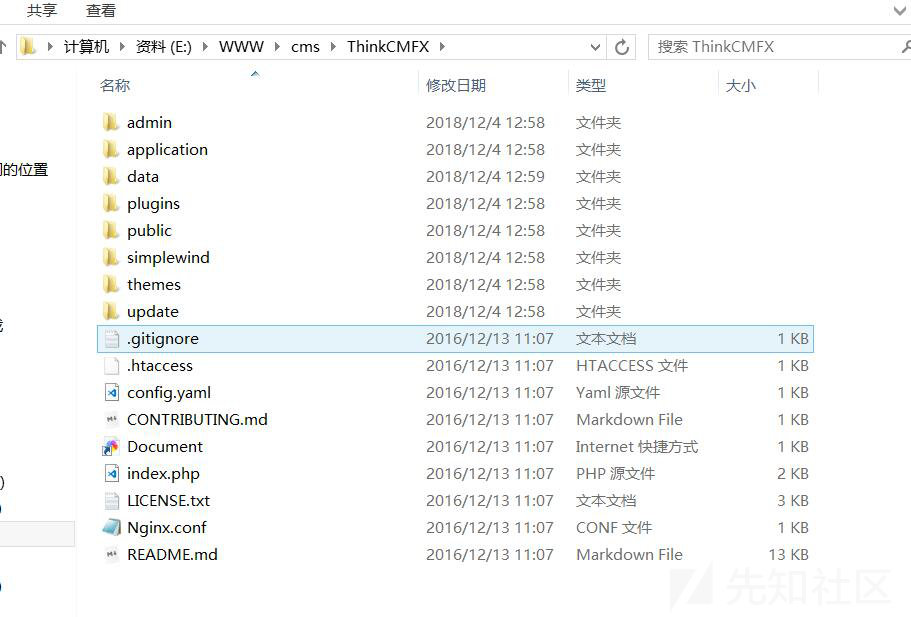 共享 查看
计算机 资料 (E:) WWW cms ThinkCMFX 搜索 ThinkCMFX
名称 修改日期 类型 大小
admin 2018/12/4 12:58 文件夹
application 2018/12/4 12:58 文件夹
的位置
data 2018/12/4 12:59 文件夹
plugins 2018/12/4 12:58 文件夹
public 2018/12/4 12:58 文件夹
simplewind 2018/12/4 12:58 文件夹
themes 2018/12/4 12:58 文件夹
update 2018/12/4 12:58 文件夹
.gitignore 2016/12/13 11:07 文本文档 1 KB
.htaccess 2016/12/13 11:07 HTACCESS 文件 1 KB
config.yaml 2016/12/13 11:07 Yaml 源文件 1 KB
CONTRIBUTING.md 2016/12/13 11:07 Markdown File 1 KB
Document 2016/12/13 11:07 Internet 快捷方式 1 KB
index.php 2016/12/13 11:07 PHP 源文件 2 KB
)
LICENSE.txt 2016/12/13 11:07 文本文档 3 KB
Nginx.conf 2016/12/13 11:07 CONF 文件 1 KB
README.md 2016/12/13 11:07 Markdown File 13 KB
先知社区